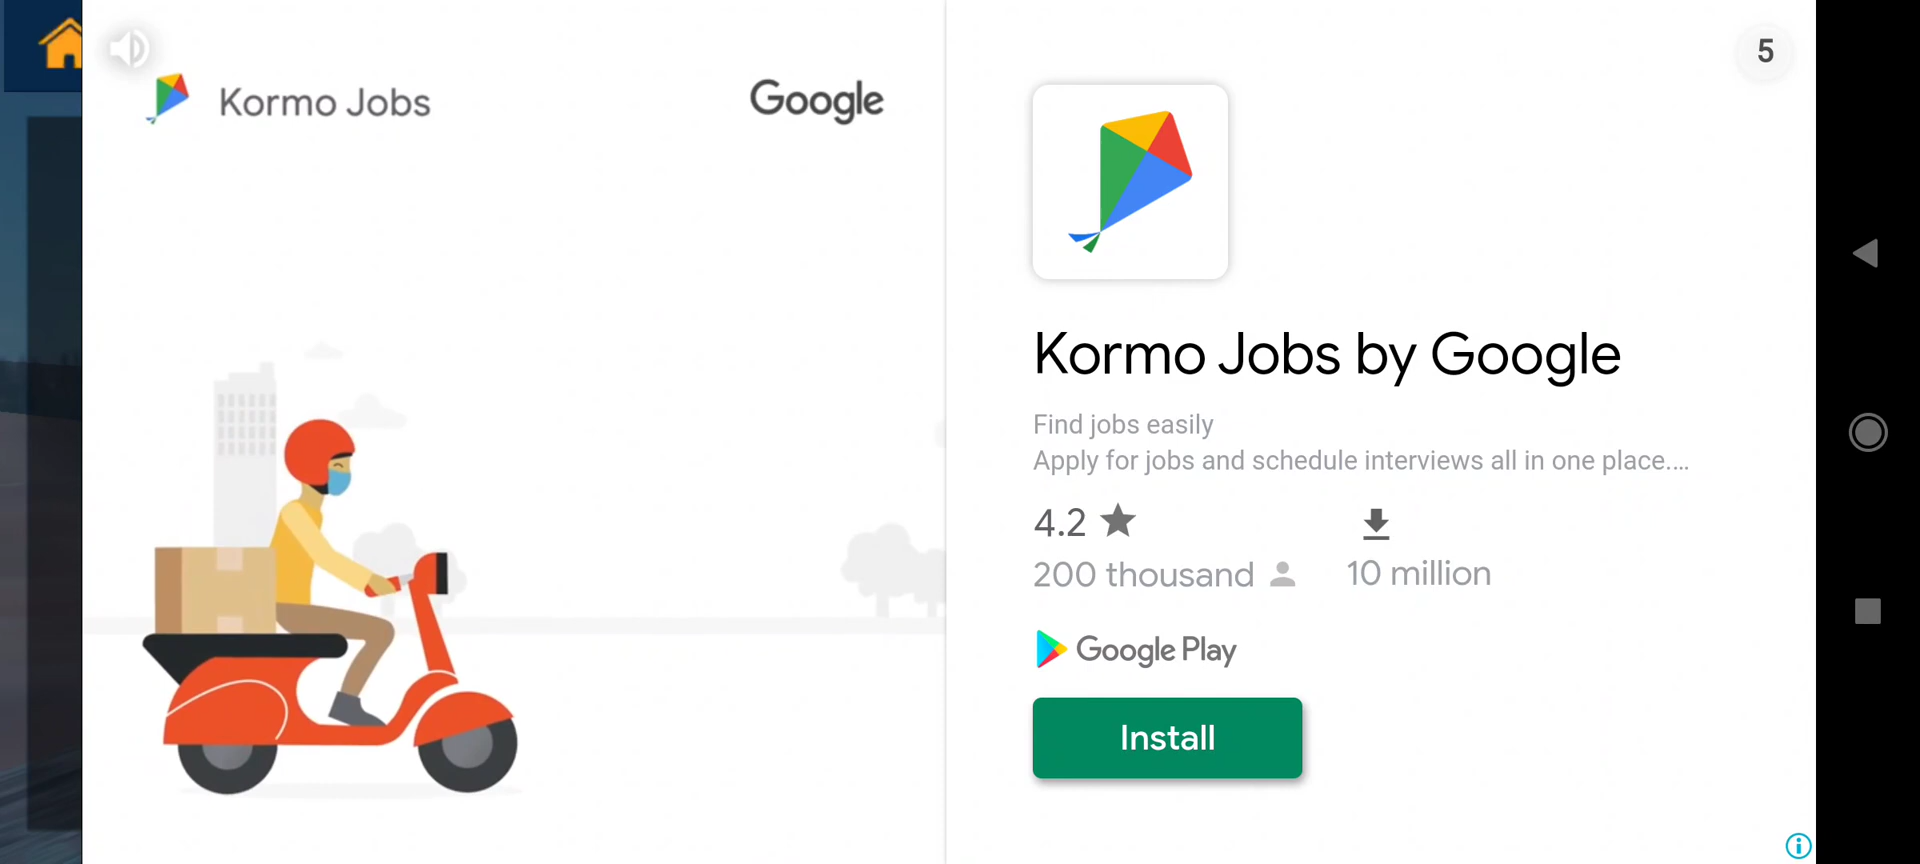 Kormo Jobs
Google
5
Kormo Jobs by Google
Find jobs easily
Apply for jobs and schedule interviews all in one place....
4.2
200 thousand
10 million
Google Play
Install